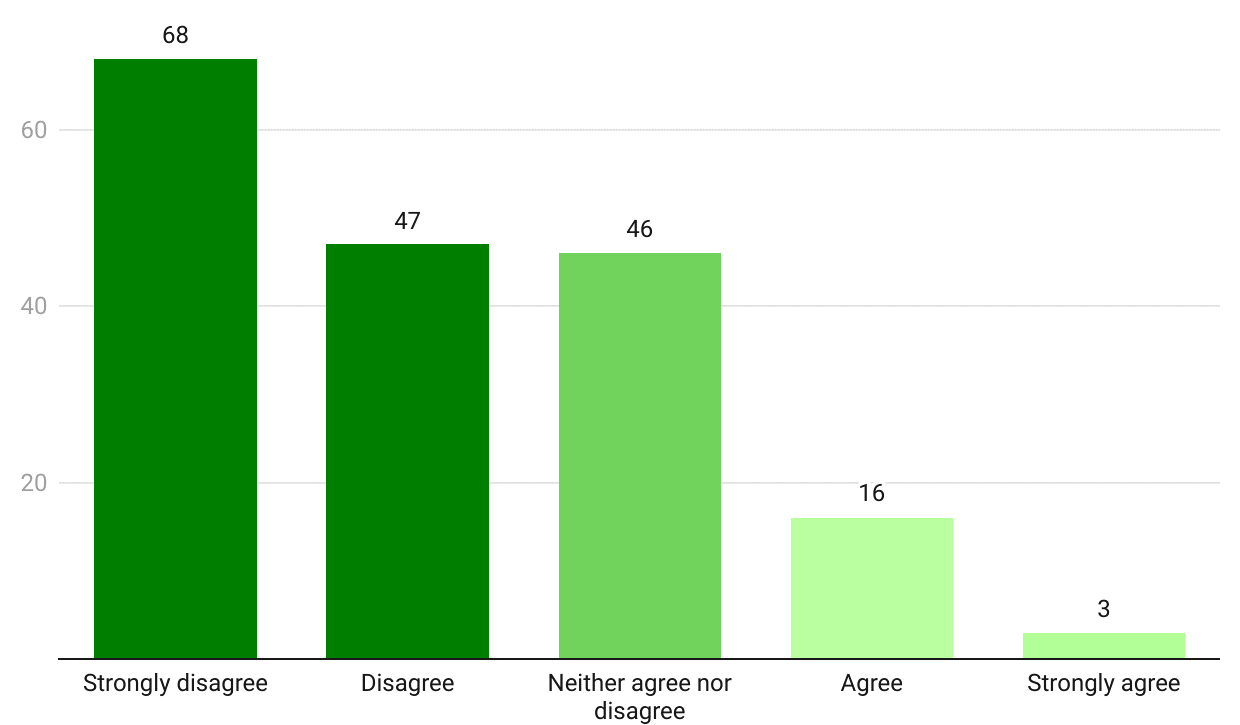 68
60
47
46
40
20
16
3
Strongly disagree
Disagree
Neither agree nor
disagree
Agree
Strongly agree